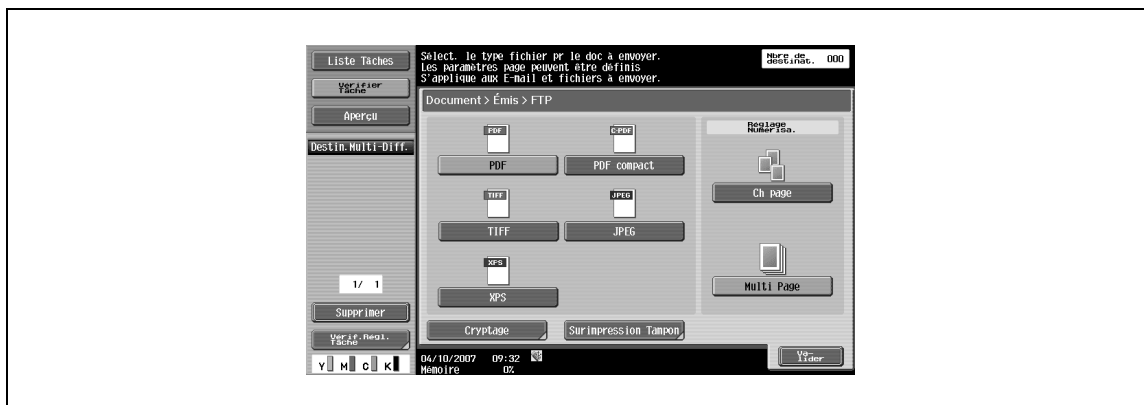 Liste Tâches
Vérifier
Tâche
Aperçu
Destin.Multi-Diff.
1/ 1
Supprimer
Vérif.Régl.
Tâche
Y M C K
Sélect. le type fichier pr le doc à envoyer.
Les paramètres page peuvent être définis
S'applique aux E-mail et fichiers à envoyer.
Nbre de
destinat. 000
Document > Émis > FTP
PDF
PDF
C-PDF
PDF compact
TIFF
TIFF
JPEG
JPEG
XPS
XPS
Réglage
Numérisa.
Ch page
Multi Page
Cryptage
Surimpression Tampon
04/10/2007 09:32
Mémoire 0%
Va-
lider